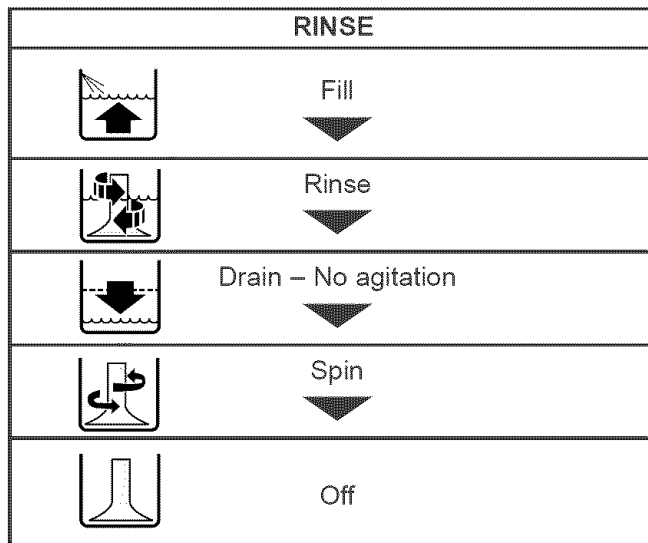 RINSE
Fill
Rinse
Drain – No agitation
Spin
Off